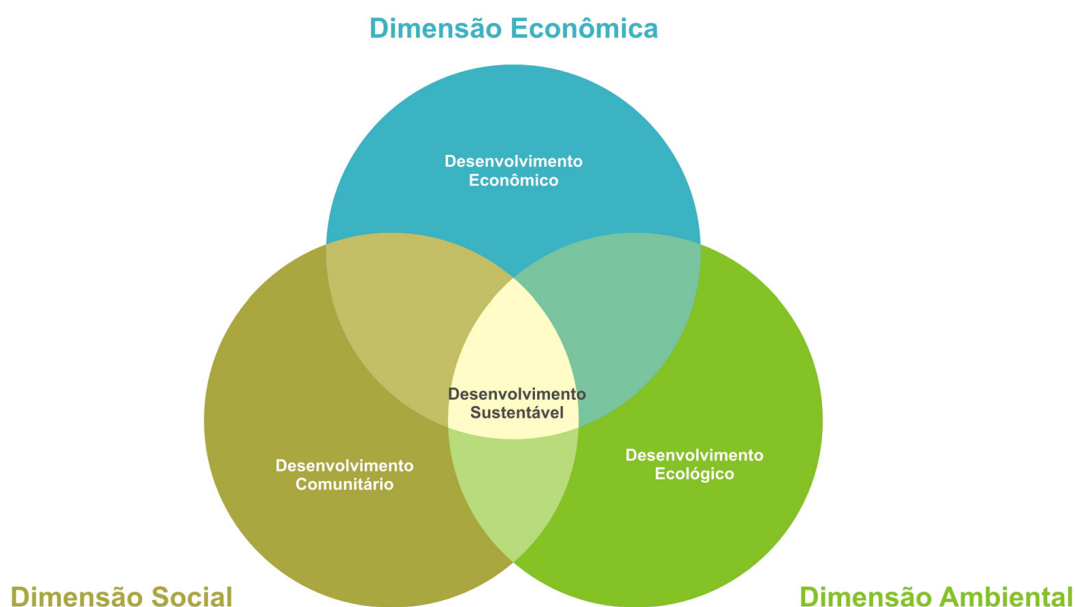 Dimensão Econômica
Desenvolvimento
Econômico
Desenvolvimento
Sustentável
Desenvolvimento
Comunitário
Desenvolvimento
Ecológico
Dimensão Social
Dimensão Ambiental